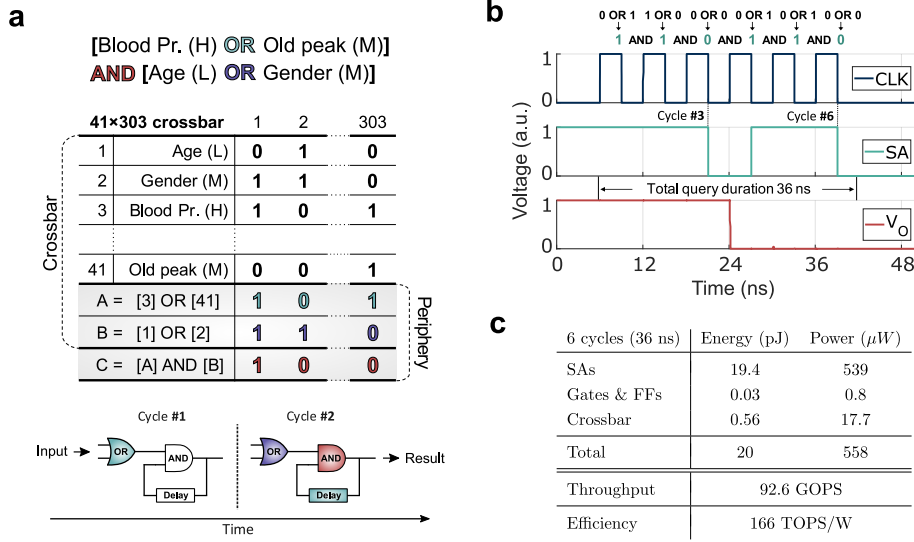 a
[Blood Pr. (H) OR Old peak (M)]
AND [Age (L) OR Gender (M)]
41×303 crossbar 1 2 303
1 Age (L) 0 1 0
2 Gender (M) 1 1 0
3 Blood Pr. (H) 1 0 1
41 Old peak (M) 0 0 1
A = [3] OR [41] 1 0 1
B = [1] OR [2] 1 1 0
C = [A] AND [B] 1 0 0
Crossbar
Periphery
Cycle #1 Cycle #2
Input OR AND OR AND Result
Delay Delay
Time
b
0 OR 1 1 OR 0 0 OR 0 0 OR 1 1 OR 0 0 OR 0
1 AND 1 AND 0 AND 1 AND 1 AND 0
1 CLK
0
Cycle #3 Cycle #6
1 SA
0
Total query duration 36 ns
1 VO
0
Voltage (a.u.)
0 12 24 36 48
Time (ns)
c
6 cycles (36 ns) Energy (pJ) Power (μW)
SAs 19.4 539
Gates & FFs 0.03 0.8
Crossbar 0.56 17.7
Total 20 558
Throughput 92.6 GOPS
Efficiency 166 TOPS/W